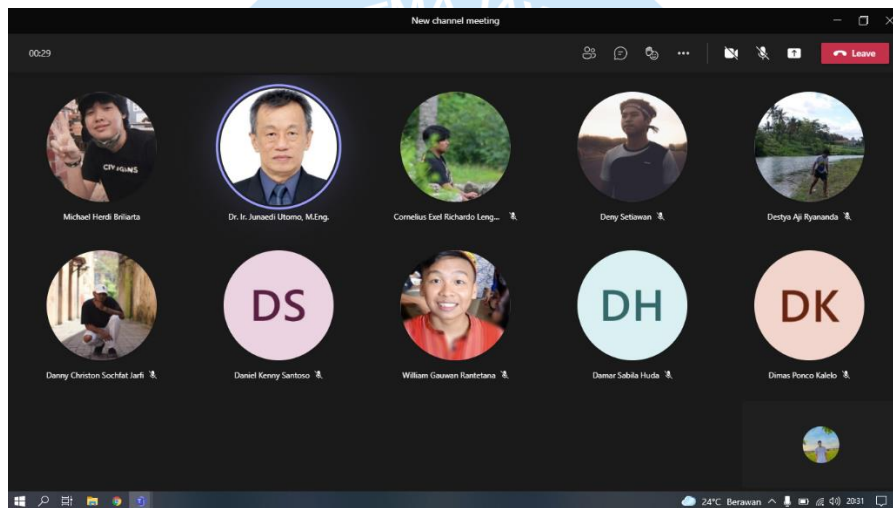 New channel meeting
00:29
Leave
CIV GANS
Michael Herdi Briliarta
Dr. Ir. Junaedi Utomo, M.Eng.
Cornelius Exel Richardo Leng...
Deny Setiawan
Destya Aji Ryananda
DS
DH
DK
Danny Christon Sochfat Jarfi
Daniel Kenny Santoso
William Gauwan Rantetana
Damar Sabila Huda
Dimas Ponco Kalelo
24°C Berawan
20:31